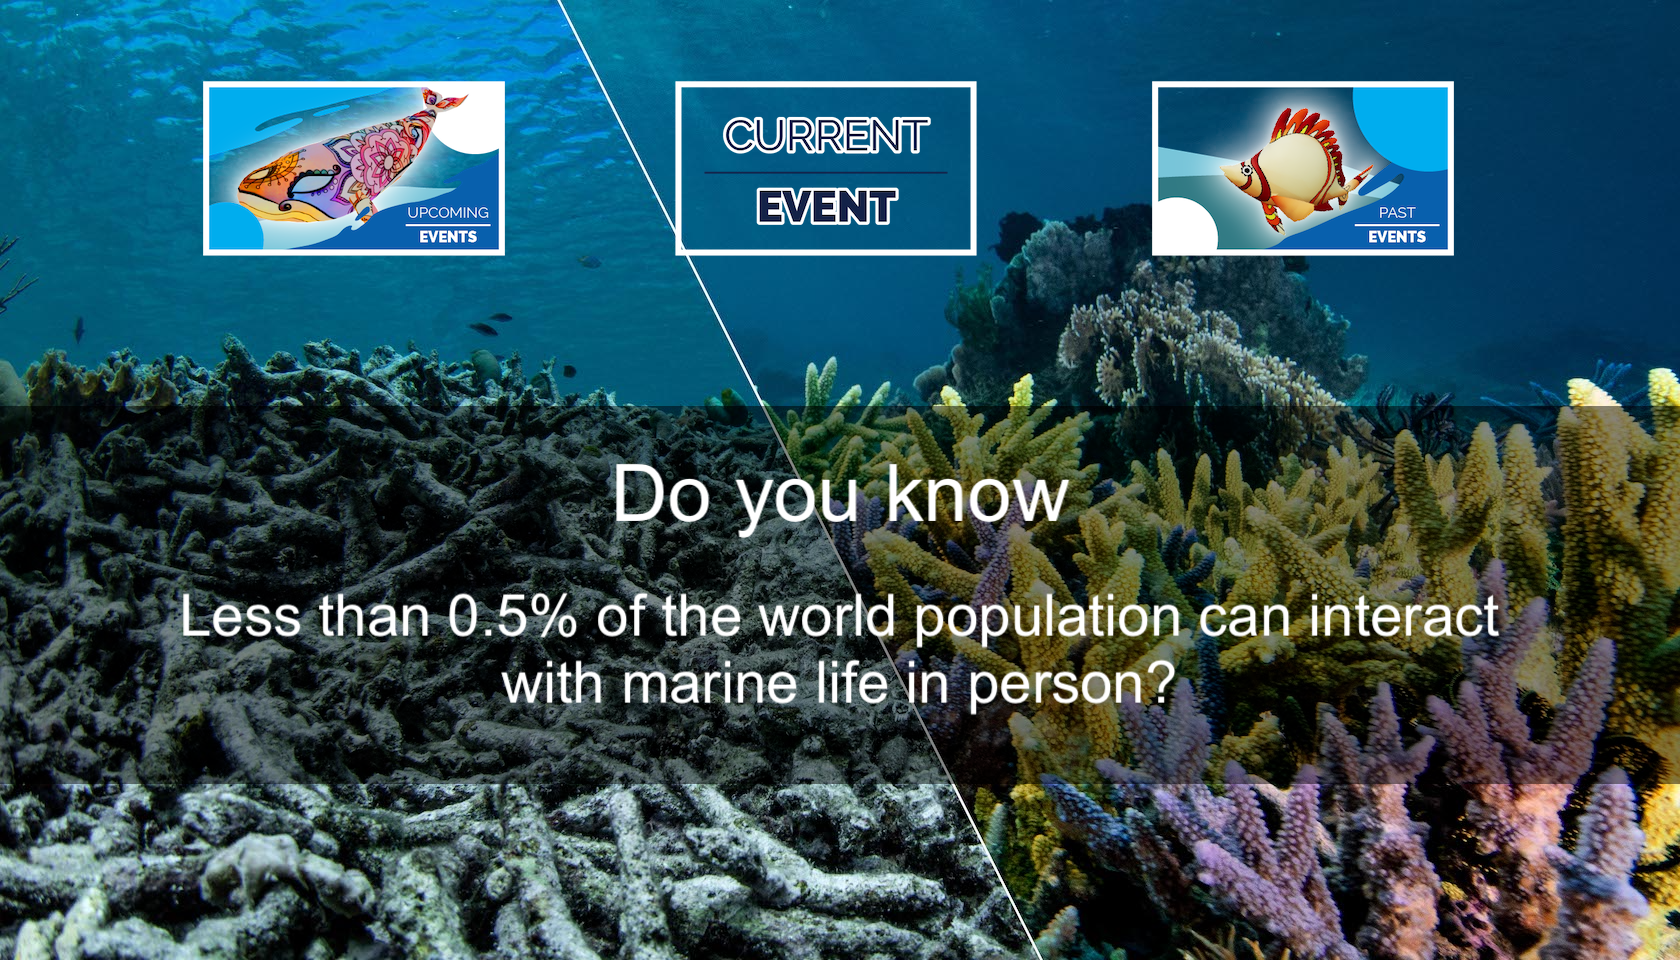 UPCOMING
EVENTS
CURRENT
EVENT
PAST
EVENTS
Do you know
Less than 0.5% of the world population can interact
with marine life in person?